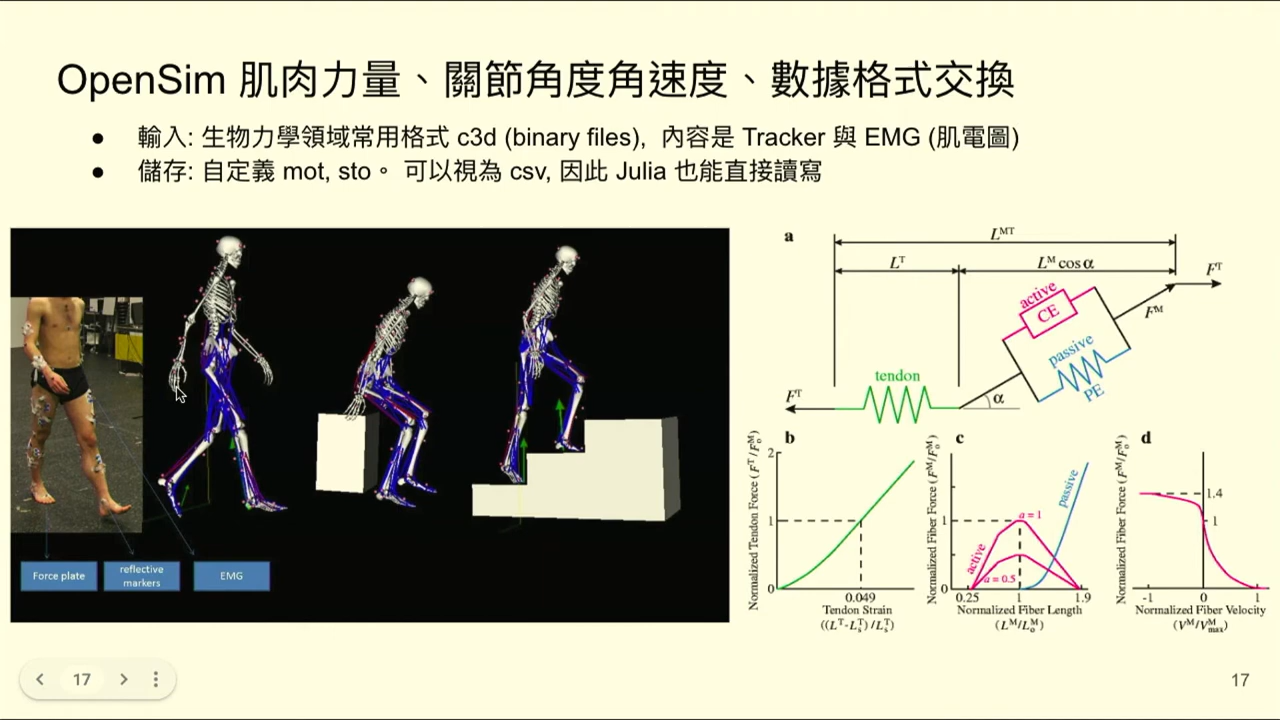 OpenSim 肌肉力量、關節角度角速度、數據格式交換
● 輸入: 生物力學領域常用格式 c3d (binary files), 內容是 Tracker 與 EMG (肌電圖)
● 儲存: 自定義 mot, sto。 可以視為 csv, 因此 Julia 也能直接讀寫
Force plate
reflective
markers
EMG
a
L^MT
L^T
L^M cos α
F^T
active
CE
F^M
passive
PE
tendon
F^T
α
b
Normalized Tendon Force (F^T/F_o^M)
2
1
0
0.049
Tendon Strain
((L^T-L_s^T)/L_s^T)
c
Normalized Fiber Force (F^M/F_o^M)
1
0
active
a = 1
a = 0.5
passive
0.25 1 1.9
Normalized Fiber Length
(L^M/L_o^M)
d
Normalized Fiber Force (F^M/F_o^M)
1.4
1
-1 0 1
Normalized Fiber Velocity
(V^M/V_max^M)
17
17